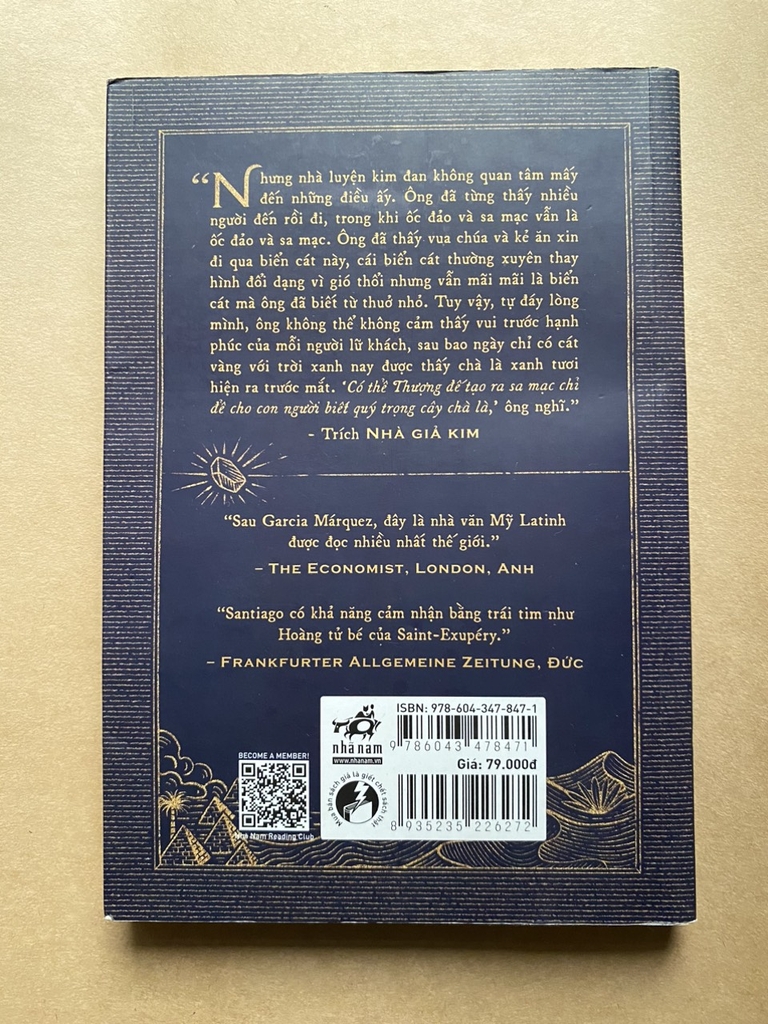 “Nhưng nhà luyện kim đan không quan tâm mấy
đến những điều ấy. Ông đã từng thấy nhiều
người đến rồi đi, trong khi ốc đảo và sa mạc vẫn là
ốc đảo và sa mạc. Ông đã thấy vua chúa và kẻ ăn xin
đi qua biển cát này, cái biển cát thường xuyên thay
hình đổi dạng vì gió thổi nhưng vẫn mãi mãi là biển
cát mà ông đã biết từ thuở nhỏ. Tuy vậy, tự đáy lòng
mình, ông không thể không cảm thấy vui trước hạnh
phúc của mỗi người lữ khách, sau bao ngày chỉ có cát
vàng với trời xanh nay được thấy chà là xanh tươi
hiện ra trước mắt. ‘Có thể Thượng đế tạo ra sa mạc chỉ
để cho con người biết quý trọng cây chà là,’ ông nghĩ.”
- Trích NHÀ GIẢ KIM
“Sau Garcia Márquez, đây là nhà văn Mỹ Latinh
được đọc nhiều nhất thế giới.”
– THE ECONOMIST, LONDON, ANH
“Santiago có khả năng cảm nhận bằng trái tim như
Hoàng tử bé của Saint-Exupéry.”
– FRANKFURTER ALLGEMEINE ZEITUNG, ĐỨC
ISBN: 978-604-347-847-1
9 786043 478471
nhã nam
www.nhanam.vn
Giá: 79.000đ
BECOME A MEMBER!
Nha Nam Reading Club
Mua bán sách giả là giết chết sách thật
8 935235 226272